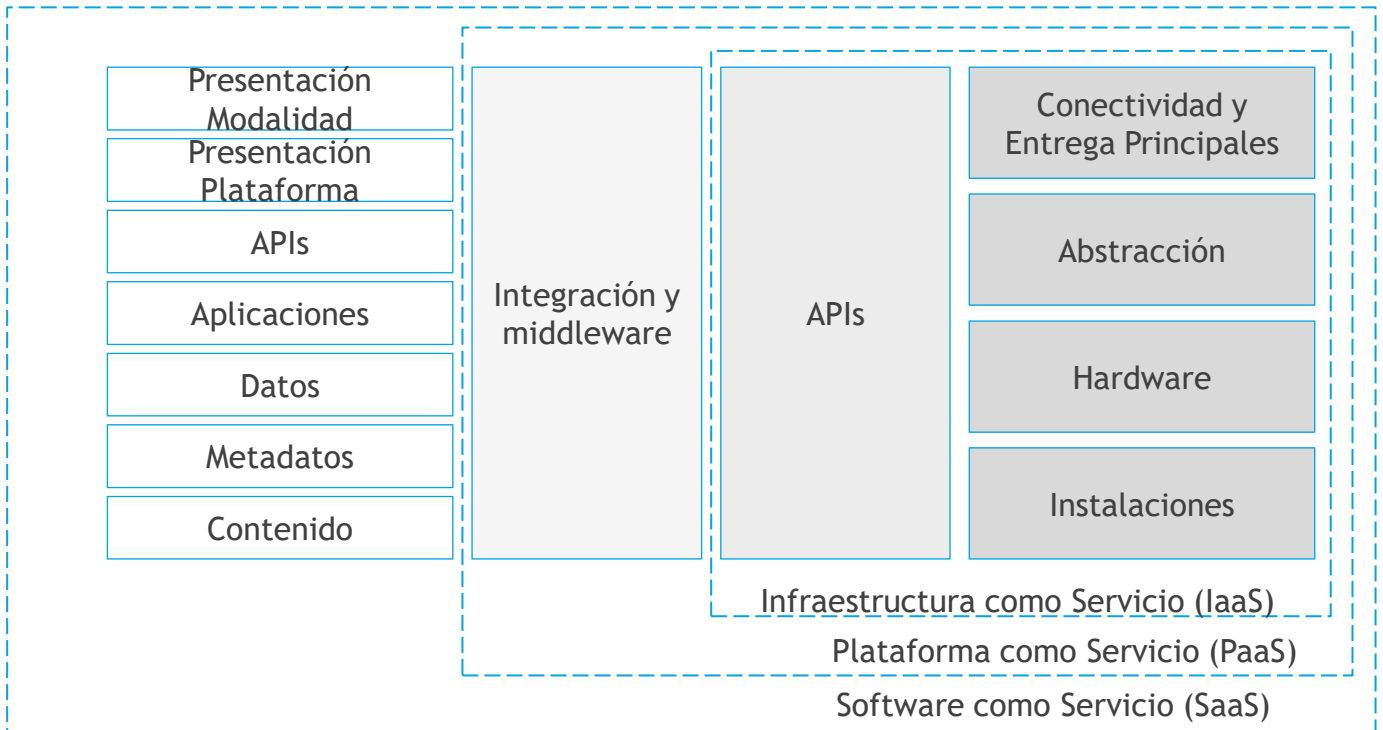 Presentación
Modalidad
Presentación
Plataforma
APIs
Aplicaciones
Datos
Metadatos
Contenido
Integración y
middleware
APIs
Conectividad y
Entrega Principales
Abstracción
Hardware
Instalaciones
Infraestructura como Servicio (IaaS)
Plataforma como Servicio (PaaS)
Software como Servicio (SaaS)